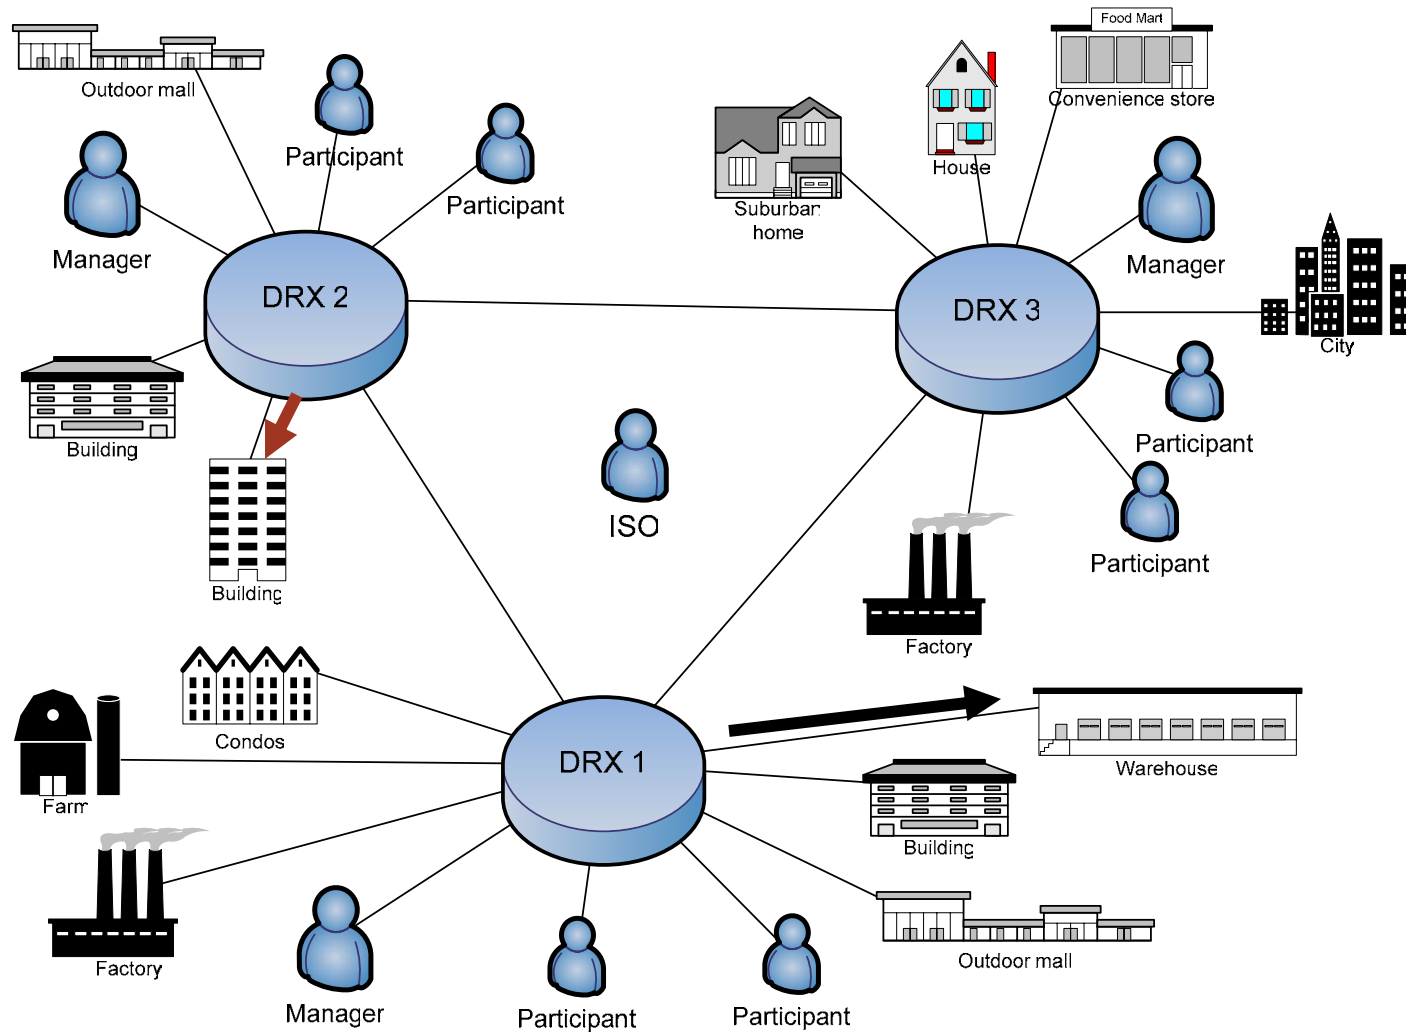 Food Mart
Outdoor mall
Convenience store
Participant
House
Participant
Suburban
home
Manager
Manager
DRX 2
DRX 3
City
Building
Participant
ISO
Participant
Building
Factory
Condos
DRX 1
Warehouse
Farm
Building
Factory
Outdoor mall
Manager
Participant
Participant